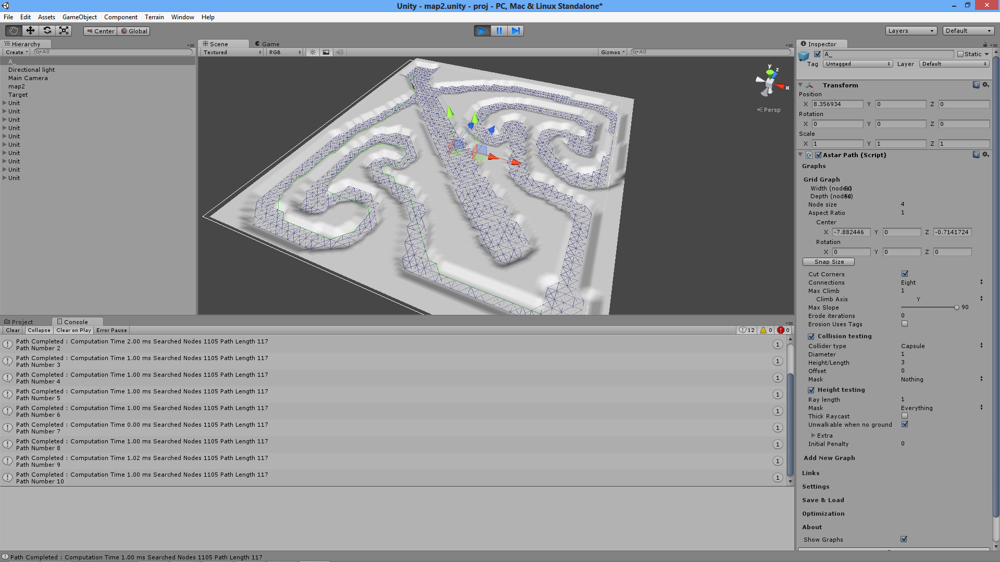 Unity - map2.unity - proj - PC, Mac & Linux Standalone*
File Edit Assets GameObject Component Terrain Window Help
Center Global Layers Default
Hierarchy
Create All
A_
Directional light
Main Camera
map2
Target
Unit
Unit
Unit
Unit
Unit
Unit
Unit
Unit
Unit
Unit
Scene Game
Textured RGB Gizmos All
y
z
x
Persp
Inspector
A_ Static
Tag Untagged Layer Default
Transform
Position
X 8.356934 Y 0 Z 0
Rotation
X 0 Y 0 Z 0
Scale
X 1 Y 1 Z 1
Astar Path (Script)
Graphs
Grid Graph
Width (nodes) 50
Depth (nodes) 50
Node size 4
Aspect Ratio 1
Center
X -7.882446 Y 0 Z -0.7141724
Rotation
X 0 Y 0 Z 0
Snap Size
Cut Corners
Connections Eight
Max Climb 1
Climb Axis Y
Max Slope 90
Erode iterations 0
Erosion Uses Tags
Collision testing
Collider type Capsule
Diameter 1
Height/Length 3
Offset 0
Mask Nothing
Height testing
Ray length 1
Mask Everything
Thick Raycast
Unwalkable when no ground
Extra
Initial Penalty 0
Add New Graph
Links
Settings
Save & Load
Optimization
About
Show Graphs
Project Console
Clear Collapse Clear on Play Error Pause 12 0 0
Path Completed : Computation Time 2.00 ms Searched Nodes 1105 Path Length 117 1
Path Number 2
Path Completed : Computation Time 1.00 ms Searched Nodes 1105 Path Length 117 1
Path Number 3
Path Completed : Computation Time 1.00 ms Searched Nodes 1105 Path Length 117 1
Path Number 4
Path Completed : Computation Time 1.00 ms Searched Nodes 1105 Path Length 117 1
Path Number 5
Path Completed : Computation Time 1.00 ms Searched Nodes 1105 Path Length 117 1
Path Number 6
Path Completed : Computation Time 0.00 ms Searched Nodes 1105 Path Length 117 1
Path Number 7
Path Completed : Computation Time 1.00 ms Searched Nodes 1105 Path Length 117 1
Path Number 8
Path Completed : Computation Time 1.02 ms Searched Nodes 1105 Path Length 117 1
Path Number 9
Path Completed : Computation Time 1.00 ms Searched Nodes 1105 Path Length 117 1
Path Number 10
Path Completed : Computation Time 1.00 ms Searched Nodes 1105 Path Length 117